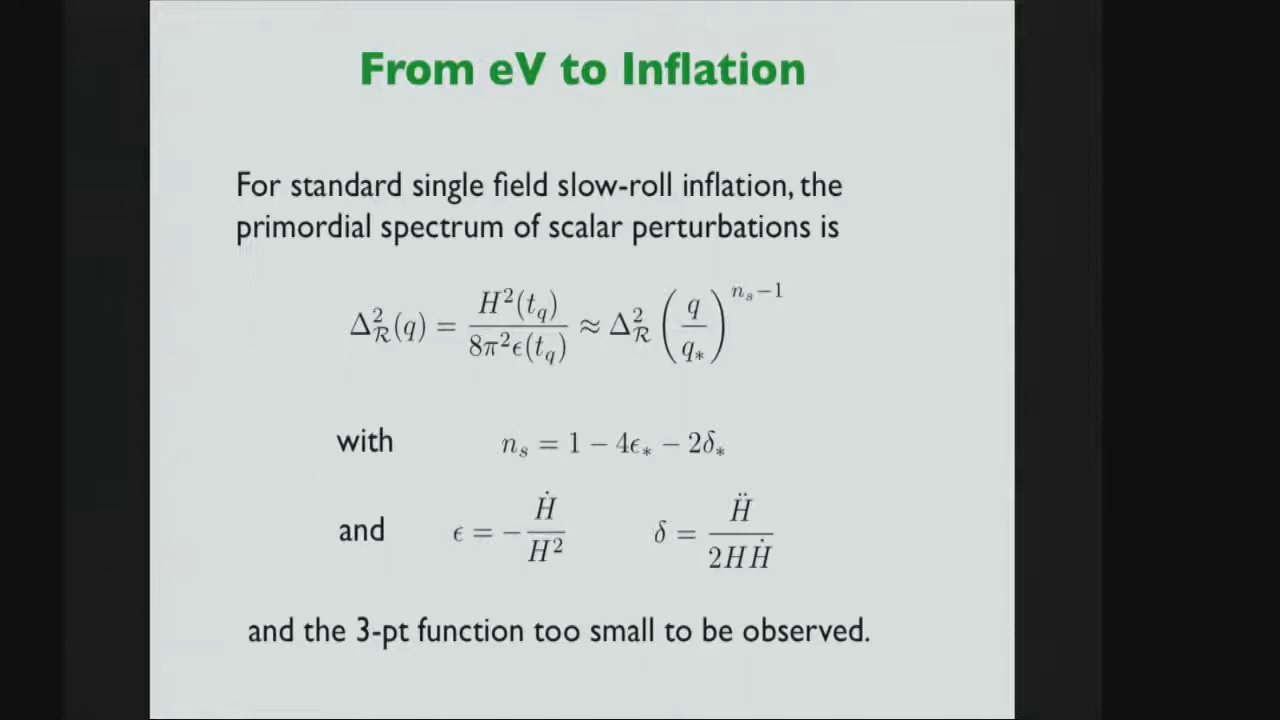 From eV to Inflation
For standard single field slow-roll inflation, the
primordial spectrum of scalar perturbations is
Δ²_ℛ(q) = H²(t_q) / 8π²ϵ(t_q) ≈ Δ²_ℛ (q/q_*)^{n_s−1}
with n_s = 1 − 4ϵ_* − 2δ_*
and ϵ = −Ḣ/H² δ = Ḧ/2HḢ
and the 3-pt function too small to be observed.